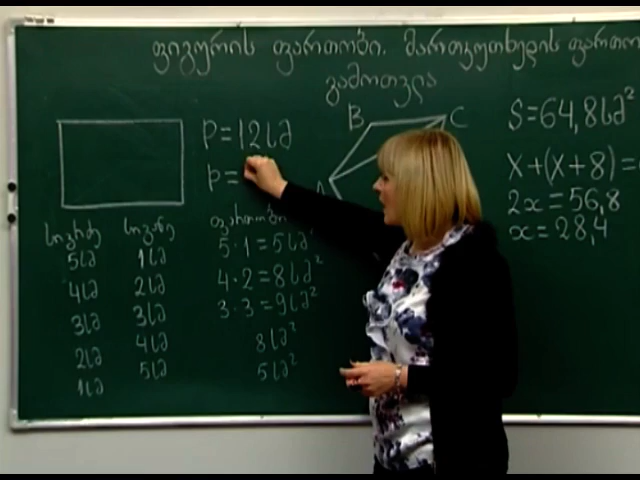 ფიგურის ფართობი. მართკუთხედის ფართო
გამოთვლა
P=12სმ
P=
B C
A
სიგრძე სიგანე
5სმ 1სმ
4სმ 2სმ
3სმ 3სმ
2სმ 4სმ
1სმ 5სმ
ფართობი
5·1=5სმ²
4·2=8სმ²
3·3=9სმ²
8სმ²
5სმ²
S=64,8სმ²
x+(x+8)=
2x=56,8
x=28,4